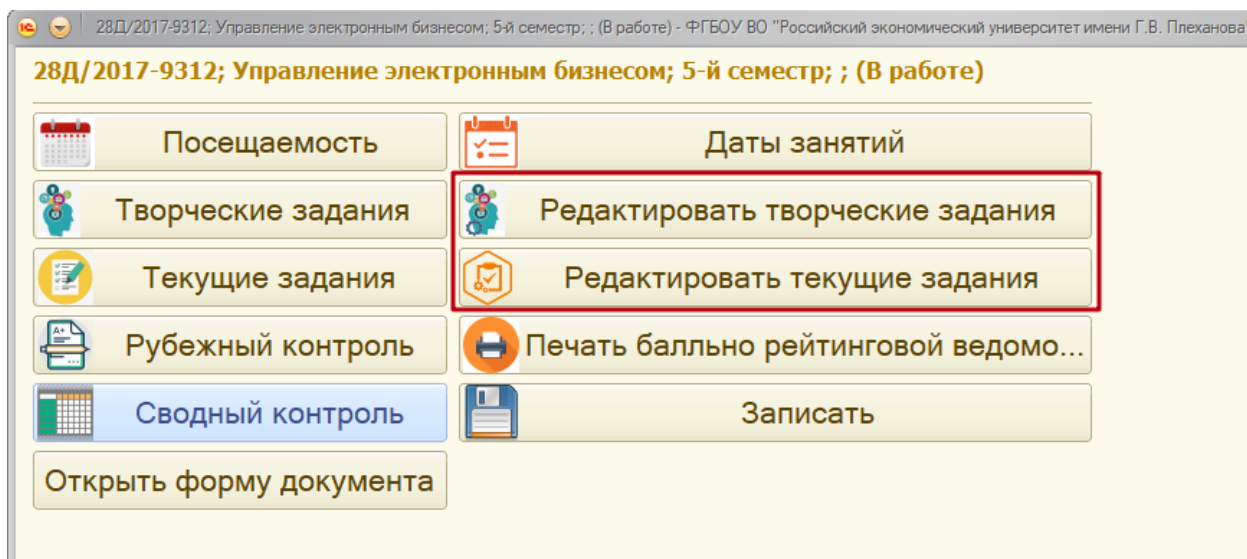 28Д/2017-9312; Управление электронным бизнесом; 5-й семестр; ; (В работе) - ФГБОУ ВО "Российский экономический университет имени Г.В. Плеханова"
28Д/2017-9312; Управление электронным бизнесом; 5-й семестр; ; (В работе)
Посещаемость
Даты занятий
Творческие задания
Редактировать творческие задания
Текущие задания
Редактировать текущие задания
Рубежный контроль
Печать балльно рейтинговой ведомо...
Сводный контроль
Записать
Открыть форму документа